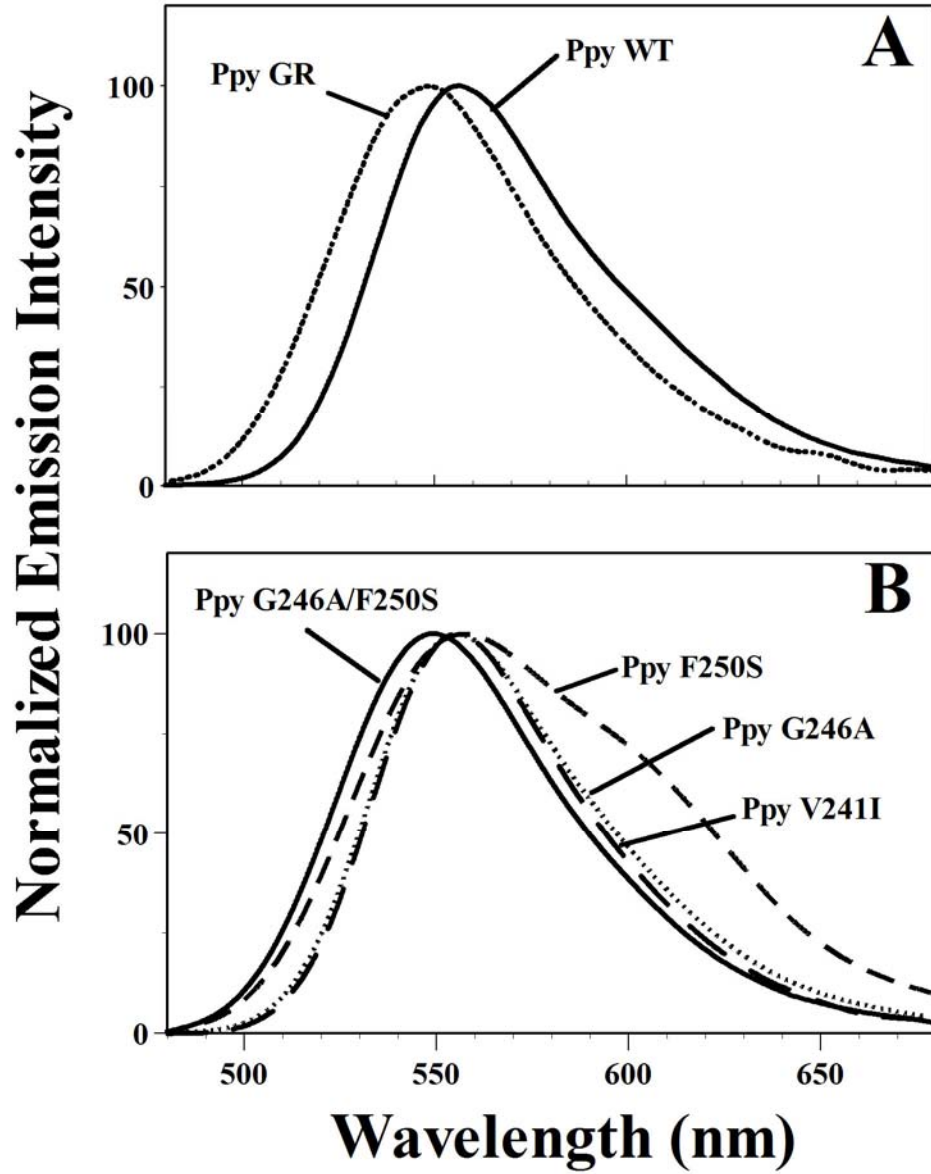 A
Ppy WT
Ppy GR
100
50
0
Normalized Emission Intensity
B
Ppy G246A/F250S
100
Ppy F250S
Ppy G246A
Ppy V241I
50
0
500 550 600 650
Wavelength (nm)